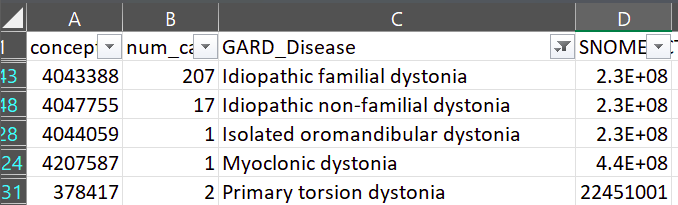 A B C D
1 concept num_ca GARD_Disease SNOME CT
43 4043388 207 Idiopathic familial dystonia 2.3E+08
48 4047755 17 Idiopathic non-familial dystonia 2.3E+08
28 4044059 1 Isolated oromandibular dystonia 2.3E+08
24 4207587 1 Myoclonic dystonia 4.4E+08
31 378417 2 Primary torsion dystonia 22451001